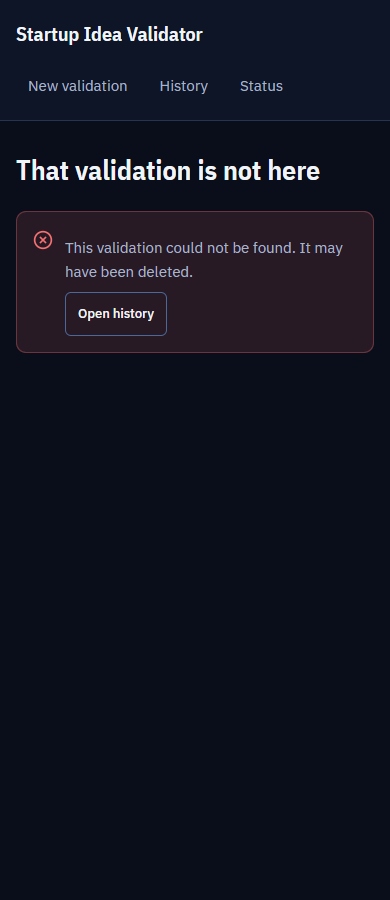 Startup Idea Validator
New validation History Status
That validation is not here
This validation could not be found. It may
have been deleted.
Open history